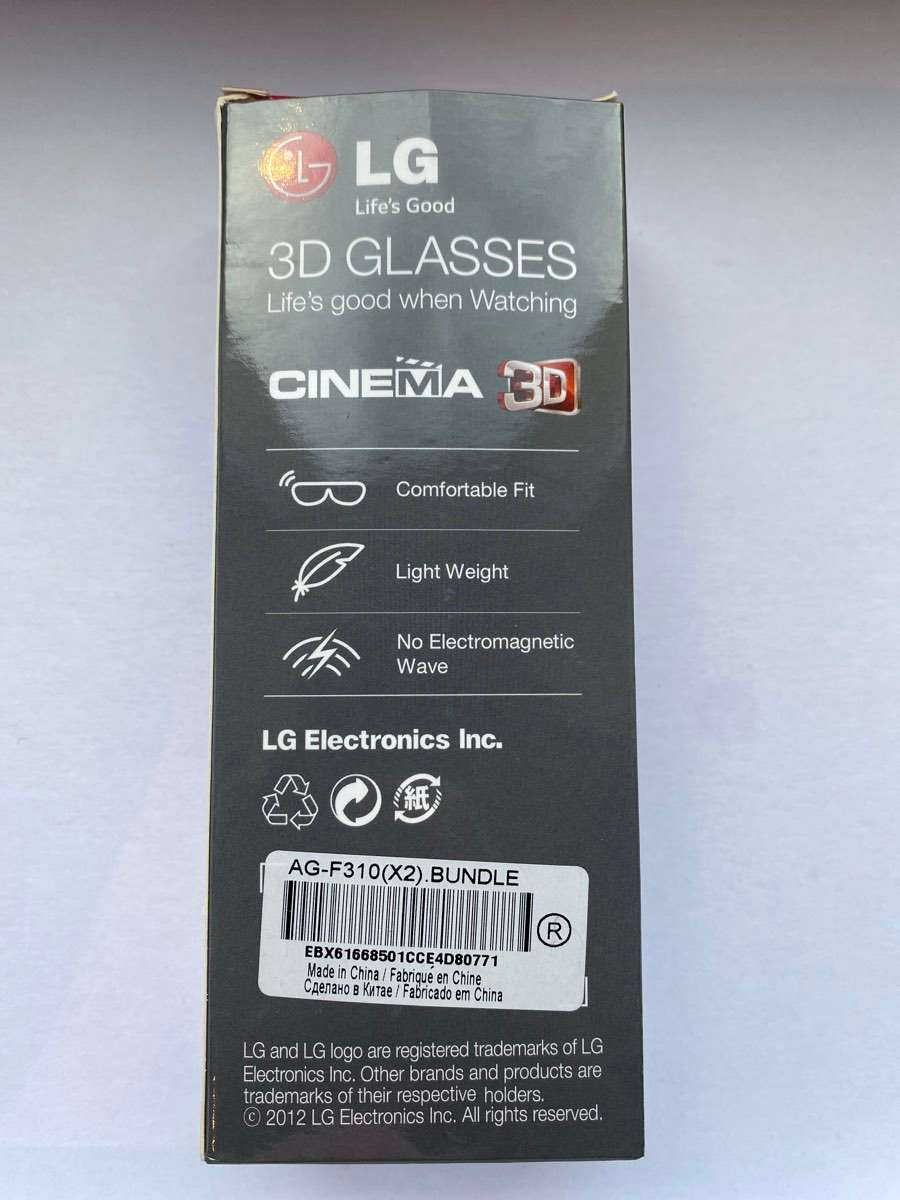 LG
Life's Good
3D GLASSES
Life's good when Watching
CINEMA 3D
Comfortable Fit
Light Weight
No Electromagnetic
Wave
LG Electronics Inc.
紙
AG-F310(X2).BUNDLE
®
EBX61668501CCE4D80771
Made in China / Fabriqué en Chine
Сделано в Китае / Fabricado em China
LG and LG logo are registered trademarks of LG
Electronics Inc. Other brands and products are
trademarks of their respective holders.
© 2012 LG Electronics Inc. All rights reserved.